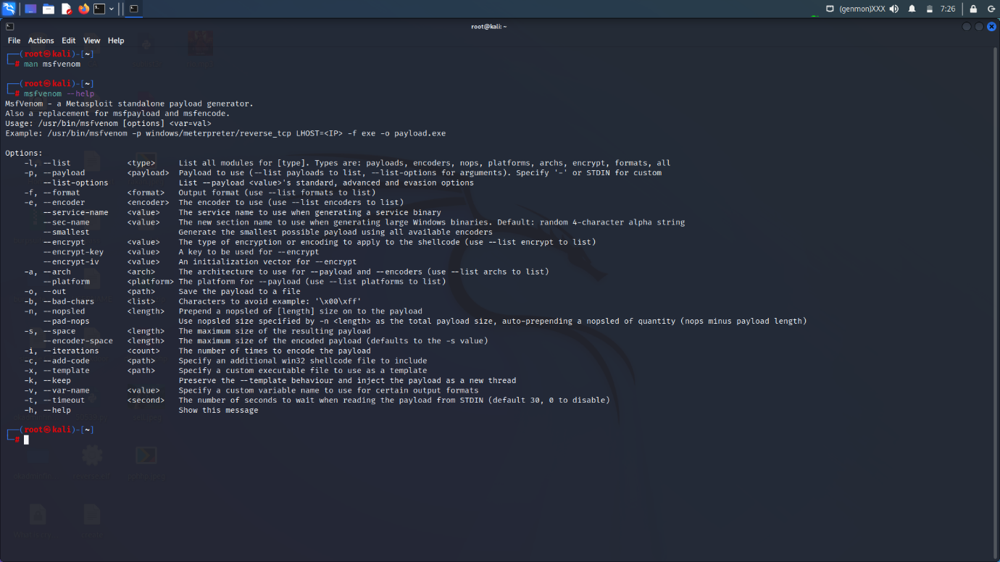 (genmon)XXX 7:26
root@kali: ~
File Actions Edit View Help
┌──(root㉿kali)-[~]
└─# man msfvenom
┌──(root㉿kali)-[~]
└─# msfvenom --help
MsfVenom - a Metasploit standalone payload generator.
Also a replacement for msfpayload and msfencode.
Usage: /usr/bin/msfvenom [options] <var=val>
Example: /usr/bin/msfvenom -p windows/meterpreter/reverse_tcp LHOST=<IP> -f exe -o payload.exe
Options:
-l, --list <type> List all modules for [type]. Types are: payloads, encoders, nops, platforms, archs, encrypt, formats, all
-p, --payload <payload> Payload to use (--list payloads to list, --list-options for arguments). Specify '-' or STDIN for custom
--list-options List --payload <value>'s standard, advanced and evasion options
-f, --format <format> Output format (use --list formats to list)
-e, --encoder <encoder> The encoder to use (use --list encoders to list)
--service-name <value> The service name to use when generating a service binary
--sec-name <value> The new section name to use when generating large Windows binaries. Default: random 4-character alpha string
--smallest Generate the smallest possible payload using all available encoders
--encrypt <value> The type of encryption or encoding to apply to the shellcode (use --list encrypt to list)
--encrypt-key <value> A key to be used for --encrypt
--encrypt-iv <value> An initialization vector for --encrypt
-a, --arch <arch> The architecture to use for --payload and --encoders (use --list archs to list)
--platform <platform> The platform for --payload (use --list platforms to list)
-o, --out <path> Save the payload to a file
-b, --bad-chars <list> Characters to avoid example: '\x00\xff'
-n, --nopsled <length> Prepend a nopsled of [length] size on to the payload
--pad-nops Use nopsled size specified by -n <length> as the total payload size, auto-prepending a nopsled of quantity (nops minus payload length)
-s, --space <length> The maximum size of the resulting payload
--encoder-space <length> The maximum size of the encoded payload (defaults to the -s value)
-i, --iterations <count> The number of times to encode the payload
-c, --add-code <path> Specify an additional win32 shellcode file to include
-x, --template <path> Specify a custom executable file to use as a template
-k, --keep Preserve the --template behaviour and inject the payload as a new thread
-v, --var-name <value> Specify a custom variable name to use for certain output formats
-t, --timeout <second> The number of seconds to wait when reading the payload from STDIN (default 30, 0 to disable)
-h, --help Show this message
┌──(root㉿kali)-[~]
└─#